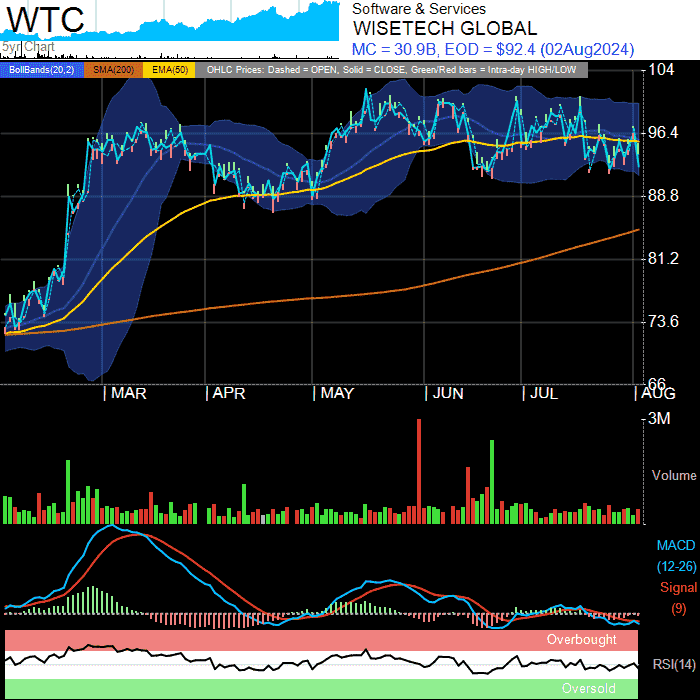 WTC
5yr Chart
Software & Services
WISETECH GLOBAL
MC = 30.9B, EOD = $92.4 (02Aug2024)
BollBands(20,2) SMA(200) EMA(50) OHLC Prices: Dashed = OPEN, Solid = CLOSE, Green/Red bars = Intra-day HIGH/LOW
104
96.4
88.8
81.2
73.6
66
MAR APR MAY JUN JUL AUG
3M
Volume
MACD
(12-26)
Signal
(9)
Overbought
RSI(14)
Oversold